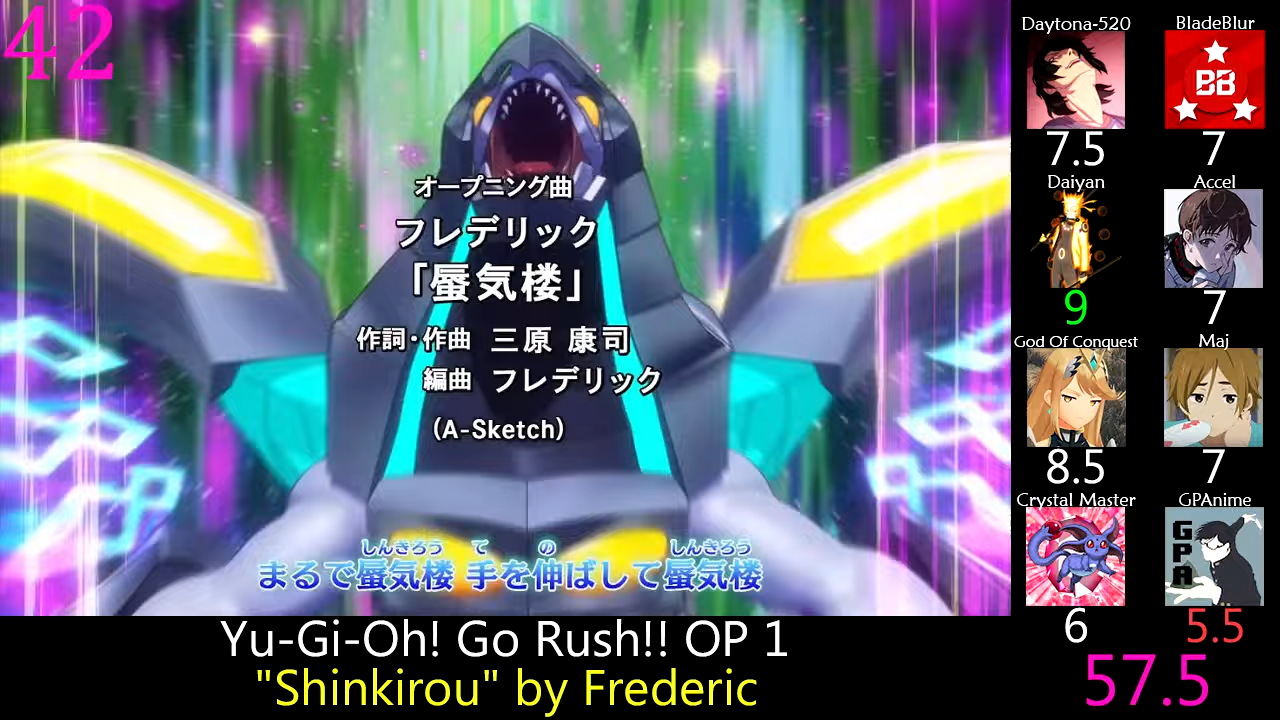 42
オープニング曲
フレデリック
「蜃気楼」
作詞・作曲 三原 康司
編曲 フレデリック
(A-Sketch)
しんきろう て の しんきろう
まるで蜃気楼 手を伸ばして蜃気楼
Yu-Gi-Oh! Go Rush!! OP 1
"Shinkirou" by Frederic
Daytona-520 BladeBlur
BB
7.5 7
Daiyan Accel
9 7
God Of Conquest Maj
8.5 7
Crystal Master GPAnime
GPA
6 5.5
57.5